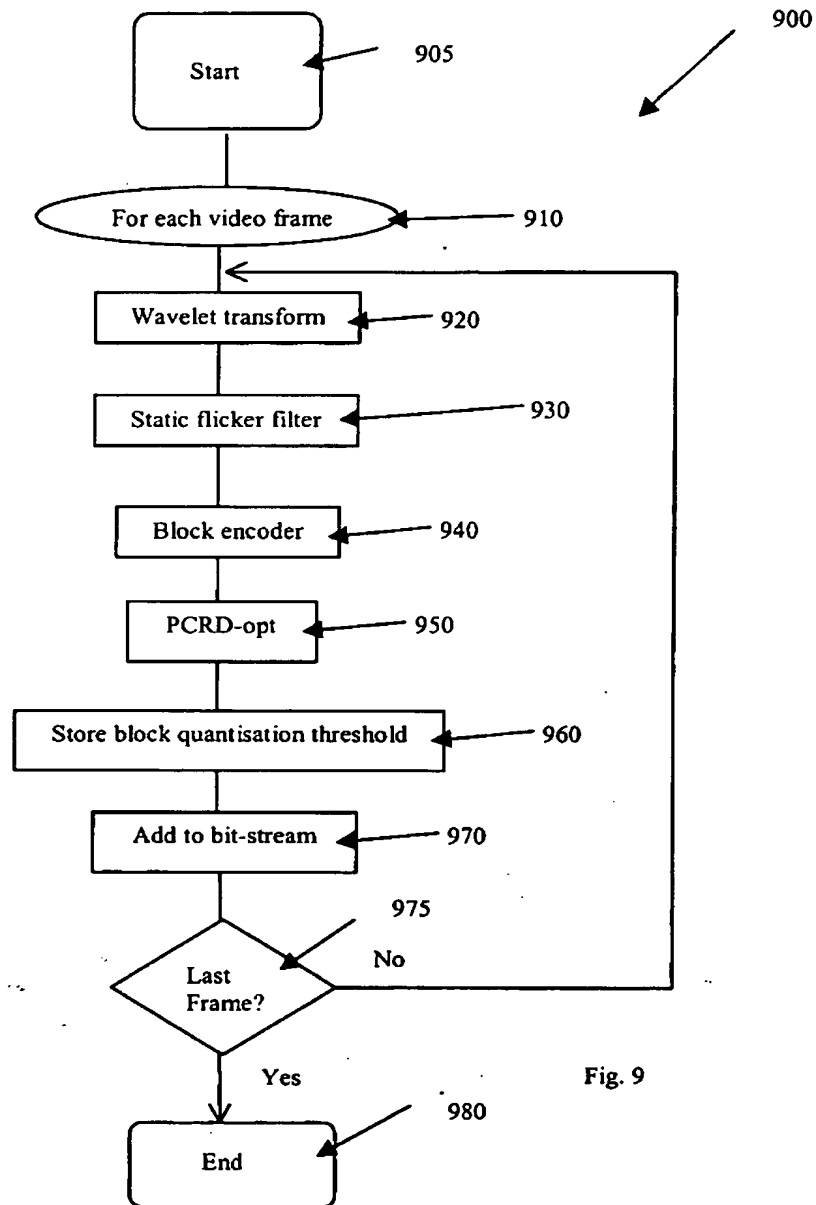 900
Start
905
For each video frame
910
Wavelet transform
920
Static flicker filter
930
Block encoder
940
PCRD-opt
950
Store block quantisation threshold
960
Add to bit-stream
970
975
Last
Frame?
No
Yes
Fig. 9
980
End